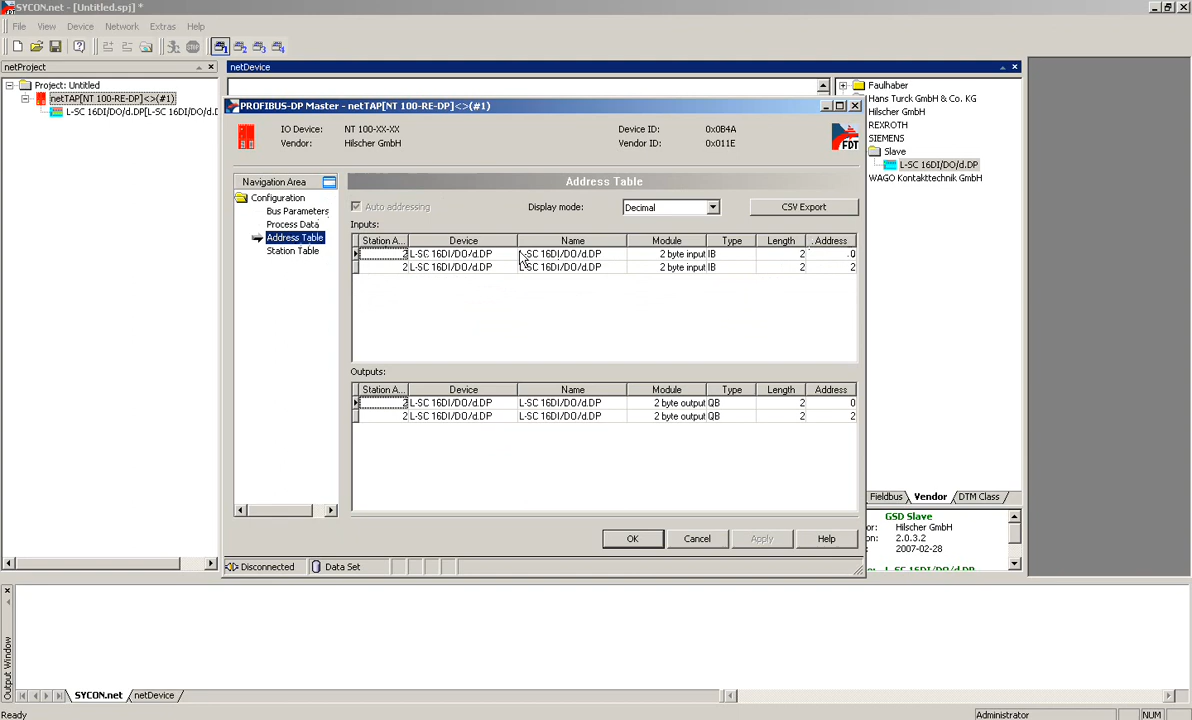 SYCON.net - [Untitled.spj] *
File View Device Network Extras Help
netProject
netDevice
Project: Untitled
netTAP[NT 100-RE-DP]<>(#1)
L-SC 16DI/DO/d.DP[L-SC 16DI/DO/d.D
PROFIBUS-DP Master - netTAP[NT 100-RE-DP]<>(#1)
IO Device: NT 100-XX-XX Device ID: 0x0B4A
Vendor: Hilscher GmbH Vendor ID: 0x011E
FDT
Navigation Area
Configuration
Bus Parameters
Process Data
Address Table
Station Table
Address Table
Auto addressing Display mode: Decimal CSV Export
Inputs:
Station A... Device Name Module Type Length Address
2 L-SC 16DI/DO/d.DP L-SC 16DI/DO/d.DP 2 byte input IB 2 0
2 L-SC 16DI/DO/d.DP L-SC 16DI/DO/d.DP 2 byte input IB 2 2
Outputs:
Station A... Device Name Module Type Length Address
2 L-SC 16DI/DO/d.DP L-SC 16DI/DO/d.DP 2 byte output QB 2 0
2 L-SC 16DI/DO/d.DP L-SC 16DI/DO/d.DP 2 byte output QB 2 2
OK Cancel Apply Help
Disconnected Data Set
Faulhaber
Hans Turck GmbH & Co. KG
Hilscher GmbH
REXROTH
SIEMENS
Slave
L-SC 16DI/DO/d.DP
WAGO Kontakttechnik GmbH
Fieldbus Vendor DTM Class
GSD Slave
or: Hilscher GmbH
on: 2.0.3.2
2007-02-28
L-SC 16DI/DO/d.DP
Output Window
SYCON.net netDevice
Ready Administrator NUM